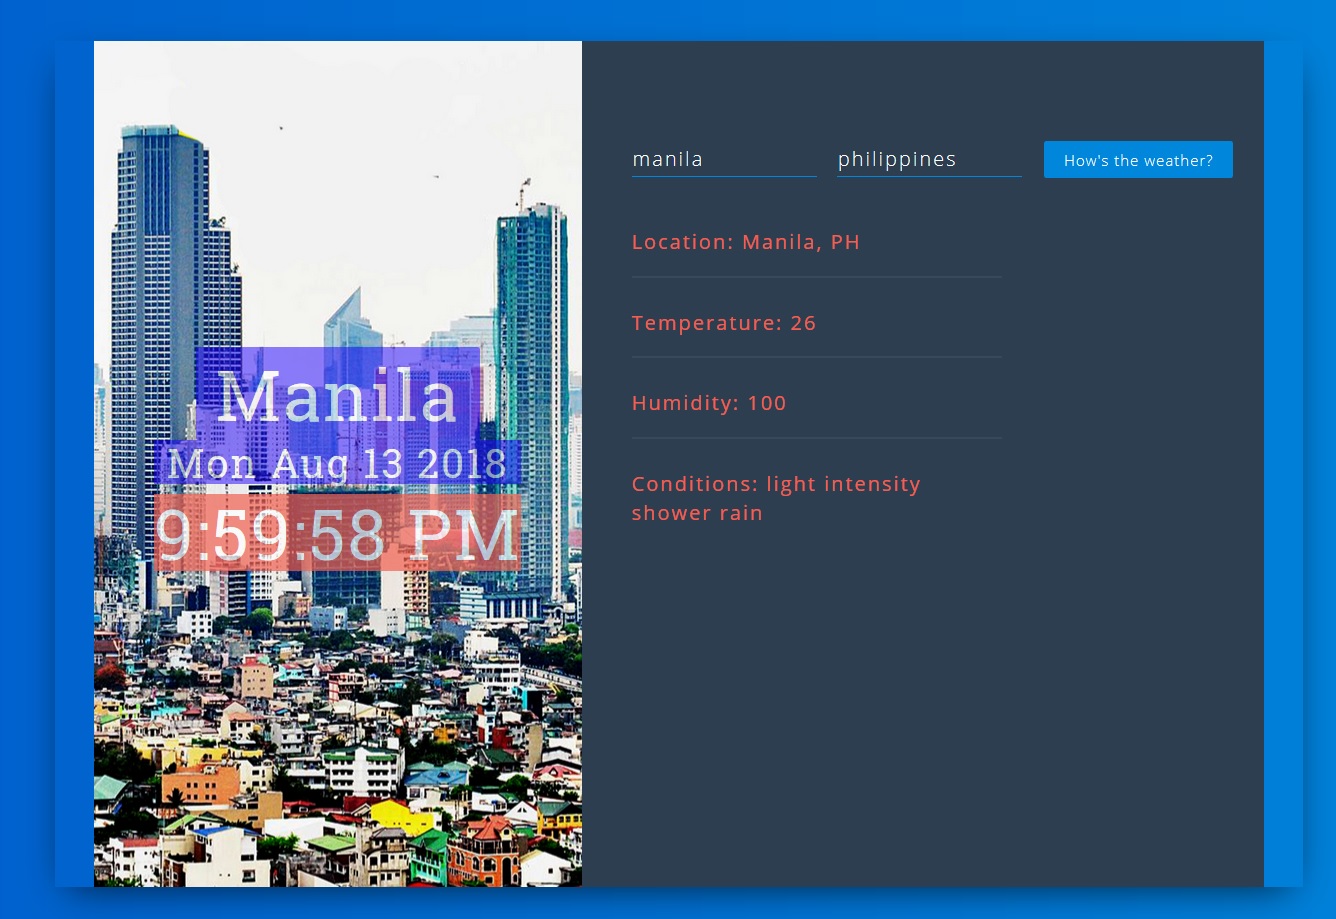 Manila
Mon Aug 13 2018
9:59:58 PM
manila
philippines
How's the weather?
Location: Manila, PH
Temperature: 26
Humidity: 100
Conditions: light intensity
shower rain